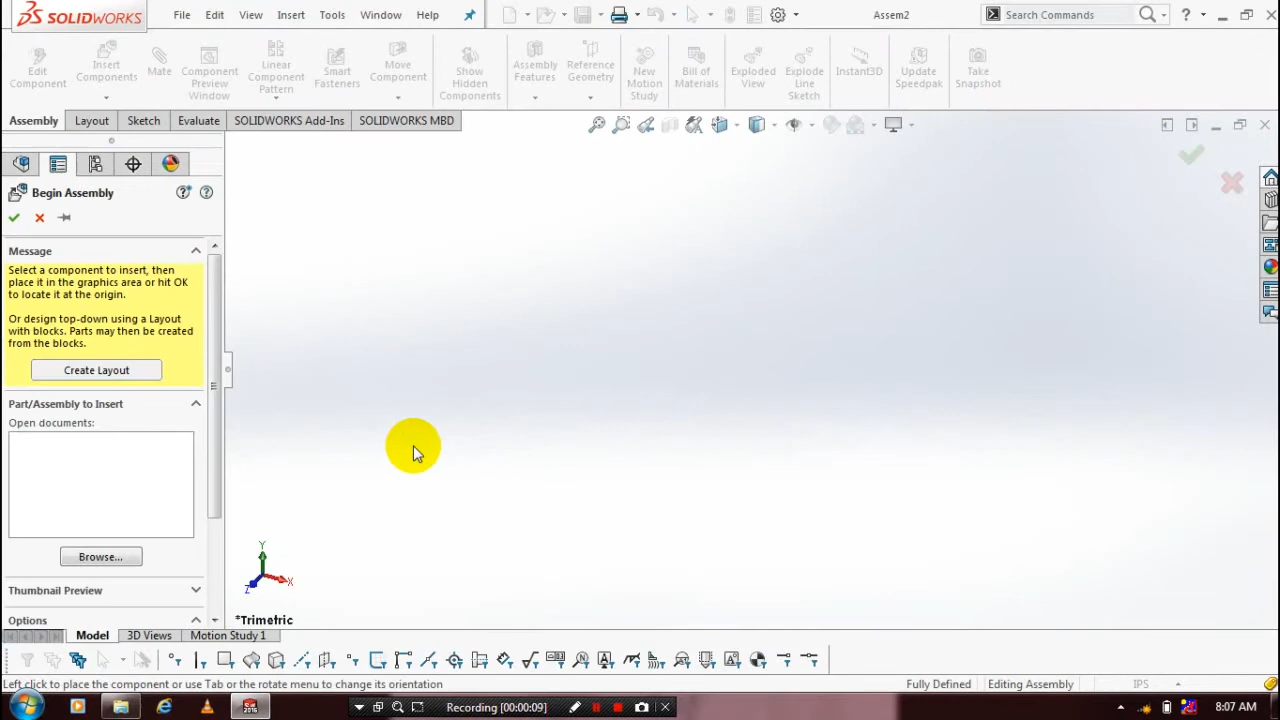 SOLIDWORKS File Edit View Insert Tools Window Help Assem2 Search Commands
Edit Component
Insert Components
Mate
Component Preview Window
Linear Component Pattern
Smart Fasteners
Move Component
Show Hidden Components
Assembly Features
Reference Geometry
New Motion Study
Bill of Materials
Exploded View
Explode Line Sketch
Instant3D
Update Speedpak
Take Snapshot
Assembly Layout Sketch Evaluate SOLIDWORKS Add-Ins SOLIDWORKS MBD
Begin Assembly
Message
Select a component to insert, then
place it in the graphics area or hit OK
to locate it at the origin.
Or design top-down using a Layout
with blocks. Parts may then be created
from the blocks.
Create Layout
Part/Assembly to Insert
Open documents:
Browse...
Thumbnail Preview
Options
Y
X
Z
*Trimetric
Model 3D Views Motion Study 1
Left click to place the component or use Tab or the rotate menu to change its orientation Fully Defined Editing Assembly IPS
Recording [00:00:09] 8:07 AM